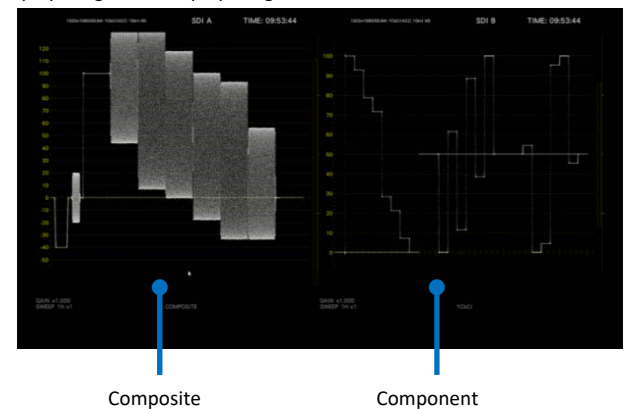 SDI A TIME: 09:53:44
SDI B TIME: 09:53:44
120
110
100
90
80
70
60
50
40
30
20
10
0
-10
-20
-30
-40
-50
100
90
80
70
60
50
40
30
20
10
0
GAIN x1.000
SWEEP 1H x1
COMPOSITE
GAIN x1.000
SWEEP 1H x1
YCbCr
Composite
Component